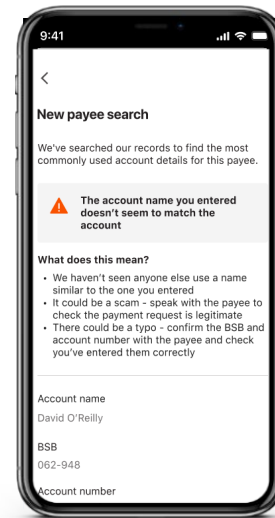 9:41
New payee search
We've searched our records to find the most
commonly used account details for this payee.
The account name you entered
doesn't seem to match the
account
What does this mean?
• We haven't seen anyone else use a name
similar to the one you entered
• It could be a scam - speak with the payee to
check the payment request is legitimate
• There could be a typo - confirm the BSB and
account number with the payee and check
you've entered them correctly
Account name
David O'Reilly
BSB
062-948
Account number